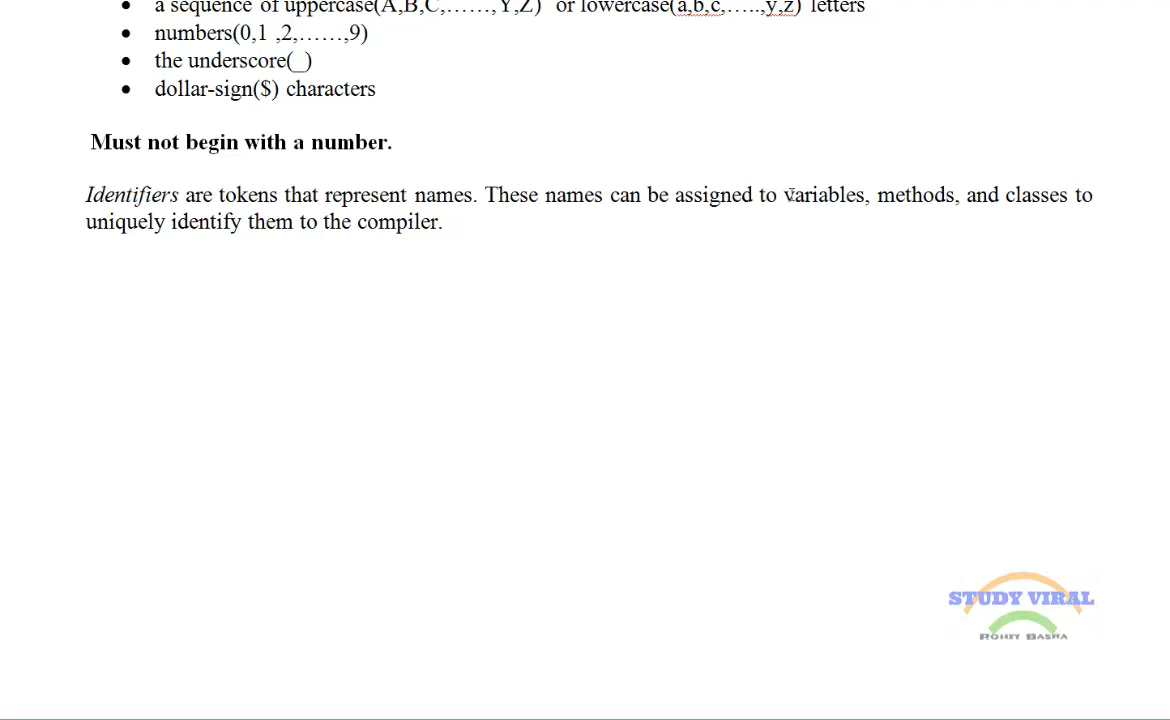 a sequence of uppercase(A,B,C,……,Y,Z) or lowercase(a,b,c,…..,y,z) letters
numbers(0,1 ,2,……,9)
the underscore(_)
dollar-sign($) characters
Must not begin with a number.
Identifiers are tokens that represent names. These names can be assigned to variables, methods, and classes to
uniquely identify them to the compiler.
STUDY VIRAL
ROHIT BASHA